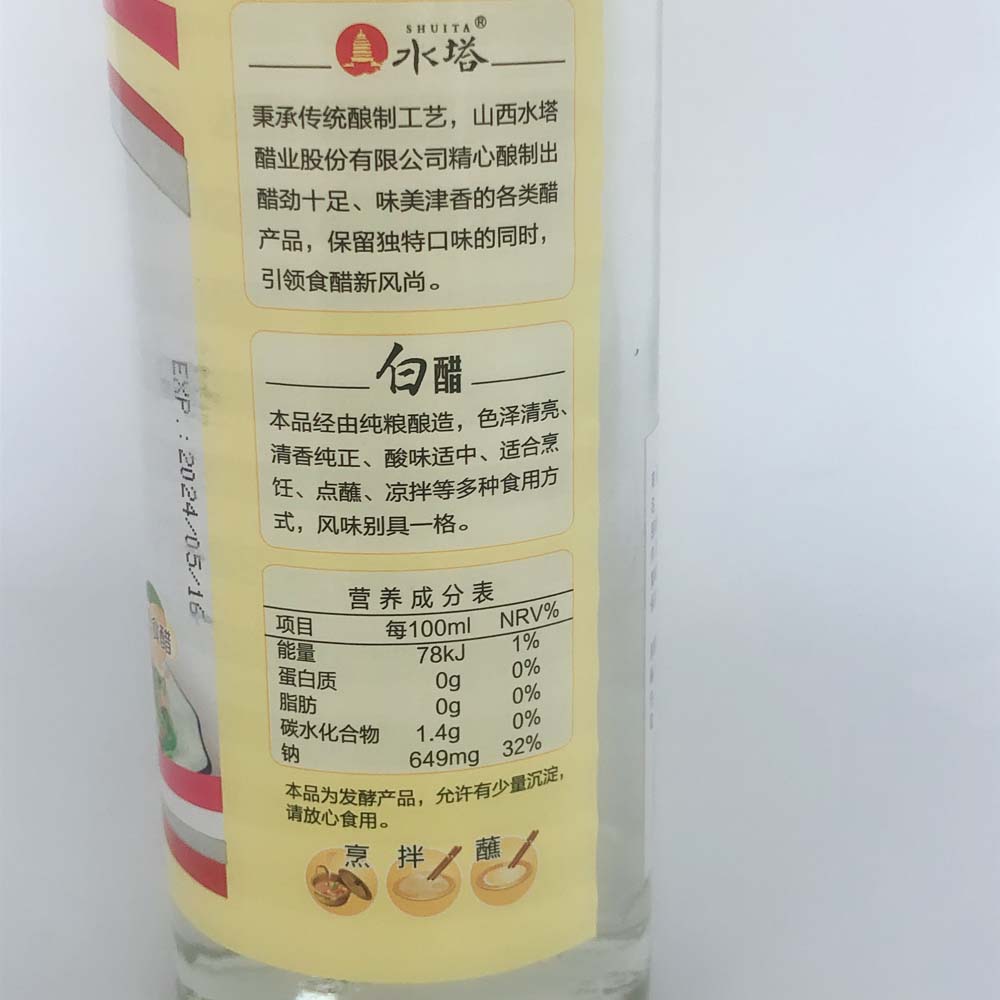 SHUITA®
水塔
秉承传统酿制工艺，山西水塔
醋业股份有限公司精心酿制出
醋劲十足、味美津香的各类醋
产品，保留独特口味的同时，
引领食醋新风尚。
白醋
本品经由纯粮酿造，色泽清亮、
清香纯正、酸味适中、适合烹
饪、点蘸、凉拌等多种食用方
式，风味别具一格。
营养成分表
项目 每100ml NRV%
能量 78kJ 1%
蛋白质 0g 0%
脂肪 0g 0%
碳水化合物 1.4g 0%
钠 649mg 32%
本品为发酵产品，允许有少量沉淀，
请放心食用。
烹 拌 蘸
EXP.:2024/05/16
食醋